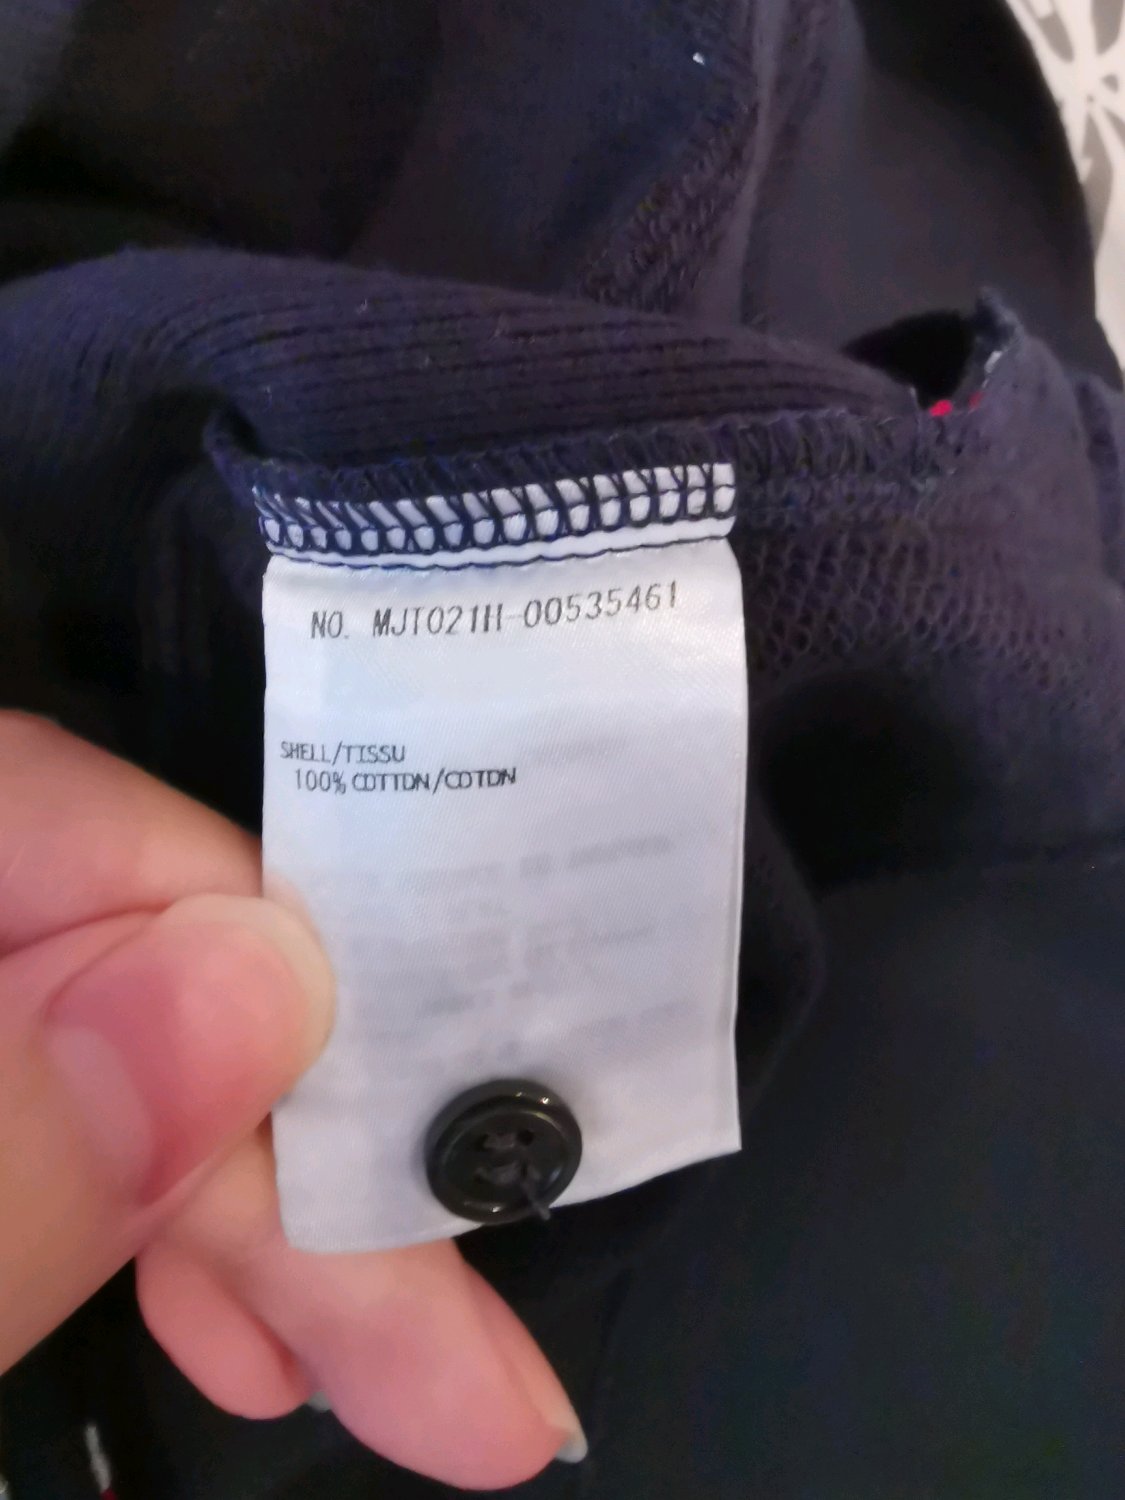 NO. MJT021H-00535461
SHELL/TISSU
100% COTTON/COTON